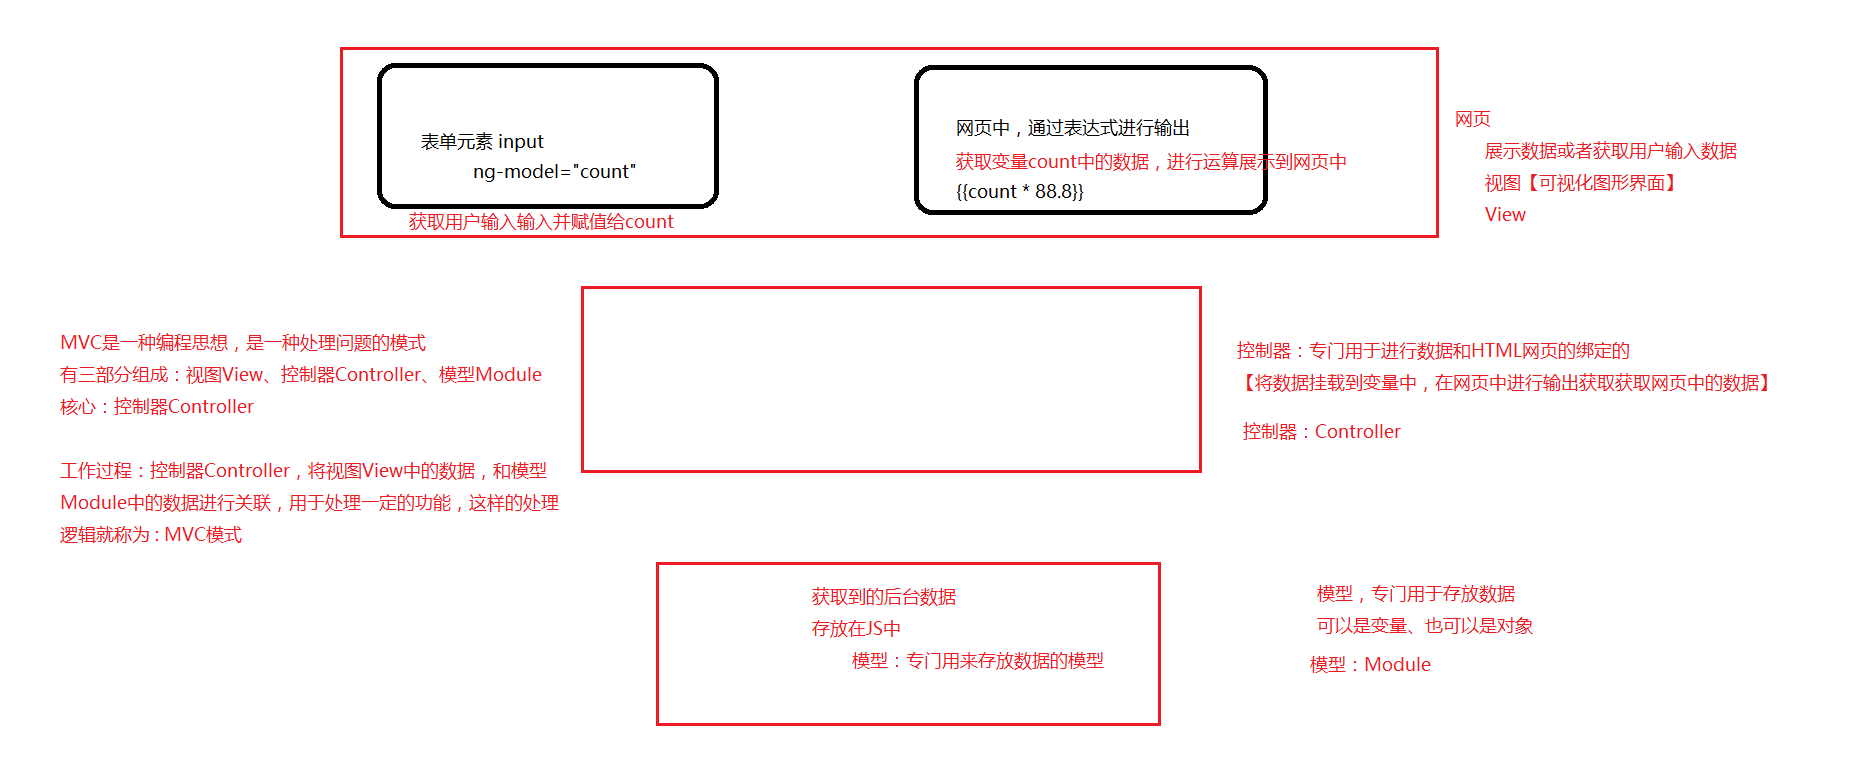 表单元素 input
ng-model="count"
获取用户输入输入并赋值给count
网页中，通过表达式进行输出
获取变量count中的数据，进行运算展示到网页中
{{count * 88.8}}
网页
展示数据或者获取用户输入数据
视图【可视化图形界面】
View
MVC是一种编程思想，是一种处理问题的模式
有三部分组成：视图View、控制器Controller、模型Module
核心：控制器Controller
工作过程：控制器Controller，将视图View中的数据，和模型
Module中的数据进行关联，用于处理一定的功能，这样的处理
逻辑就称为：MVC模式
控制器：专门用于进行数据和HTML网页的绑定的
【将数据挂载到变量中，在网页中进行输出获取获取网页中的数据】
控制器：Controller
获取到的后台数据
存放在JS中
模型：专门用来存放数据的模型
模型，专门用于存放数据
可以是变量、也可以是对象
模型：Module